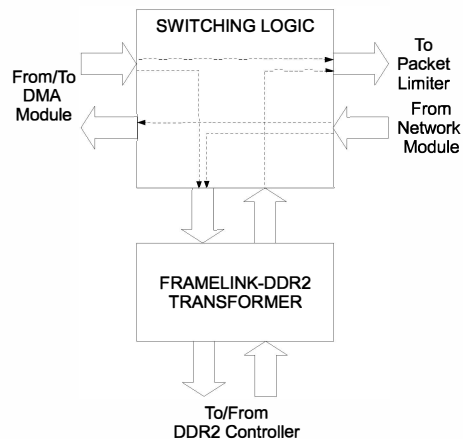 SWITCHING LOGIC
From/To
DMA
Module
To
Packet
Limiter
From
Network
Module
FRAMELINK-DDR2
TRANSFORMER
To/From
DDR2 Controller